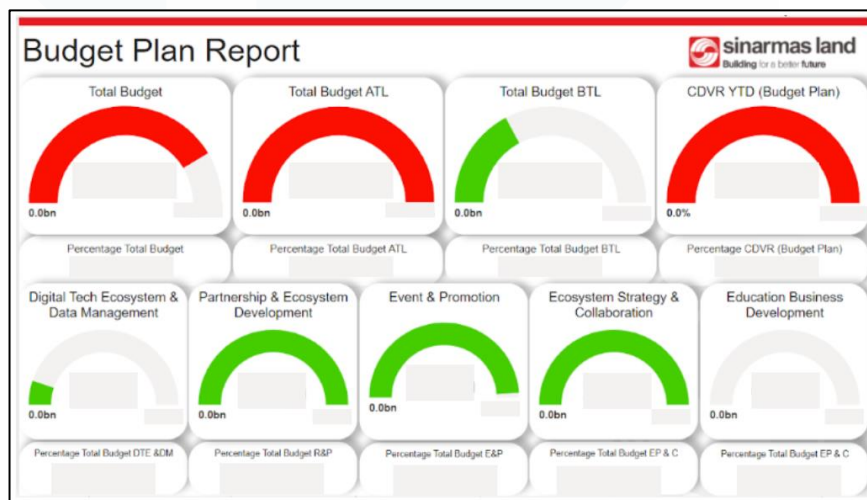 Budget Plan Report
sinarmas land
Building for a better future
Total Budget
Total Budget ATL
Total Budget BTL
CDVR YTD (Budget Plan)
0.0bn
0.0bn
0.0bn
0.0%
Percentage Total Budget
Percentage Total Budget ATL
Percentage Total Budget BTL
Percentage CDVR (Budget Plan)
Digital Tech Ecosystem &
Data Management
Partnership & Ecosystem
Development
Event & Promotion
Ecosystem Strategy &
Collaboration
Education Business
Development
0.0bn
0.0bn
0.0bn
0.0bn
0.0bn
Percentage Total Budget DTE &DM
Percentage Total Budget R&P
Percentage Total Budget E&P
Percentage Total Budget EP & C
Percentage Total Budget EP & C